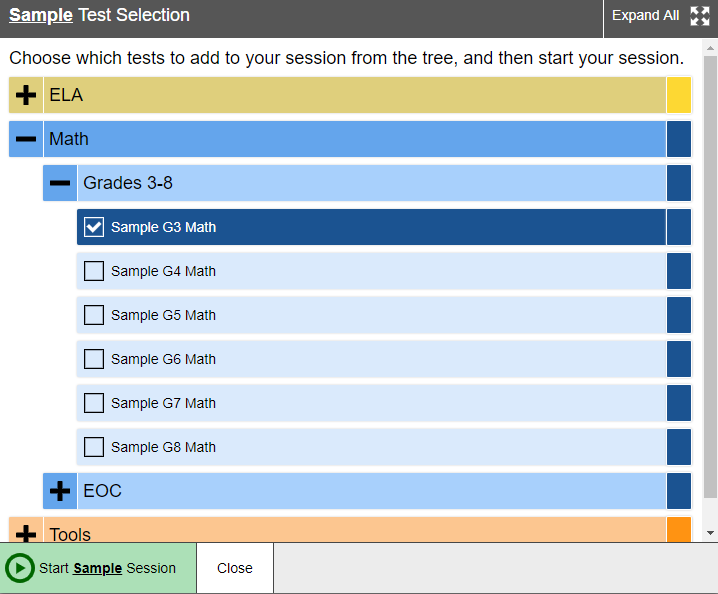 Sample Test Selection
Expand All
Choose which tests to add to your session from the tree, and then start your session.
ELA
Math
Grades 3-8
Sample G3 Math
Sample G4 Math
Sample G5 Math
Sample G6 Math
Sample G7 Math
Sample G8 Math
EOC
Tools
Start Sample Session
Close